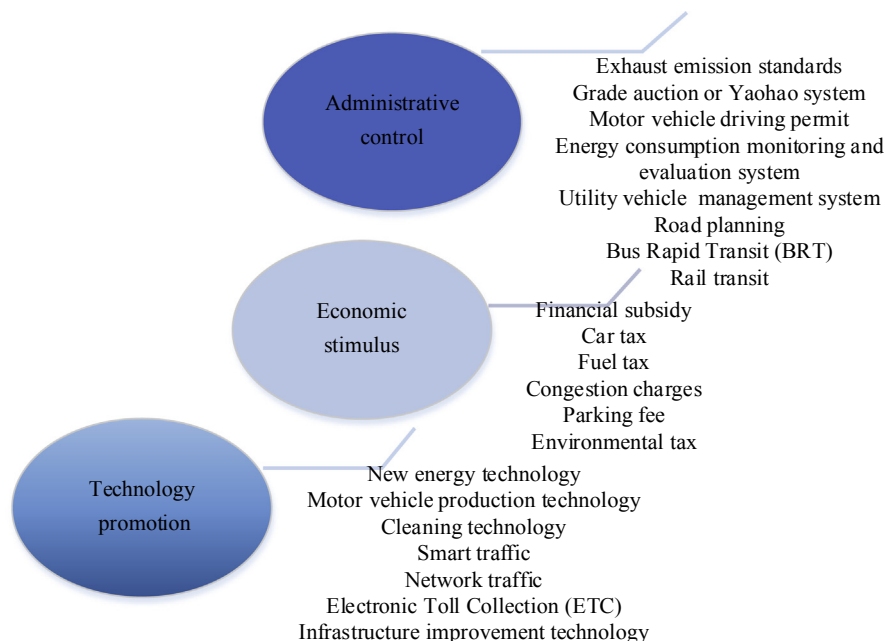 Administrative
control
Exhaust emission standards
Grade auction or Yaohao system
Motor vehicle driving permit
Energy consumption monitoring and
evaluation system
Utility vehicle management system
Road planning
Bus Rapid Transit (BRT)
Rail transit
Economic
stimulus
Financial subsidy
Car tax
Fuel tax
Congestion charges
Parking fee
Environmental tax
Technology
promotion
New energy technology
Motor vehicle production technology
Cleaning technology
Smart traffic
Network traffic
Electronic Toll Collection (ETC)
Infrastructure improvement technology